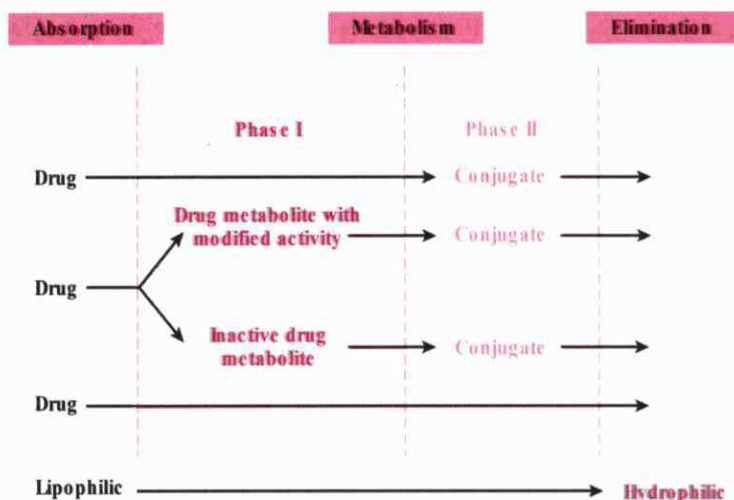 Absorption Metabolism Elimination
Phase I Phase II
Drug Conjugate
Drug metabolite with
modified activity Conjugate
Drug
Inactive drug
metabolite Conjugate
Drug
Lipophilic Hydrophilic